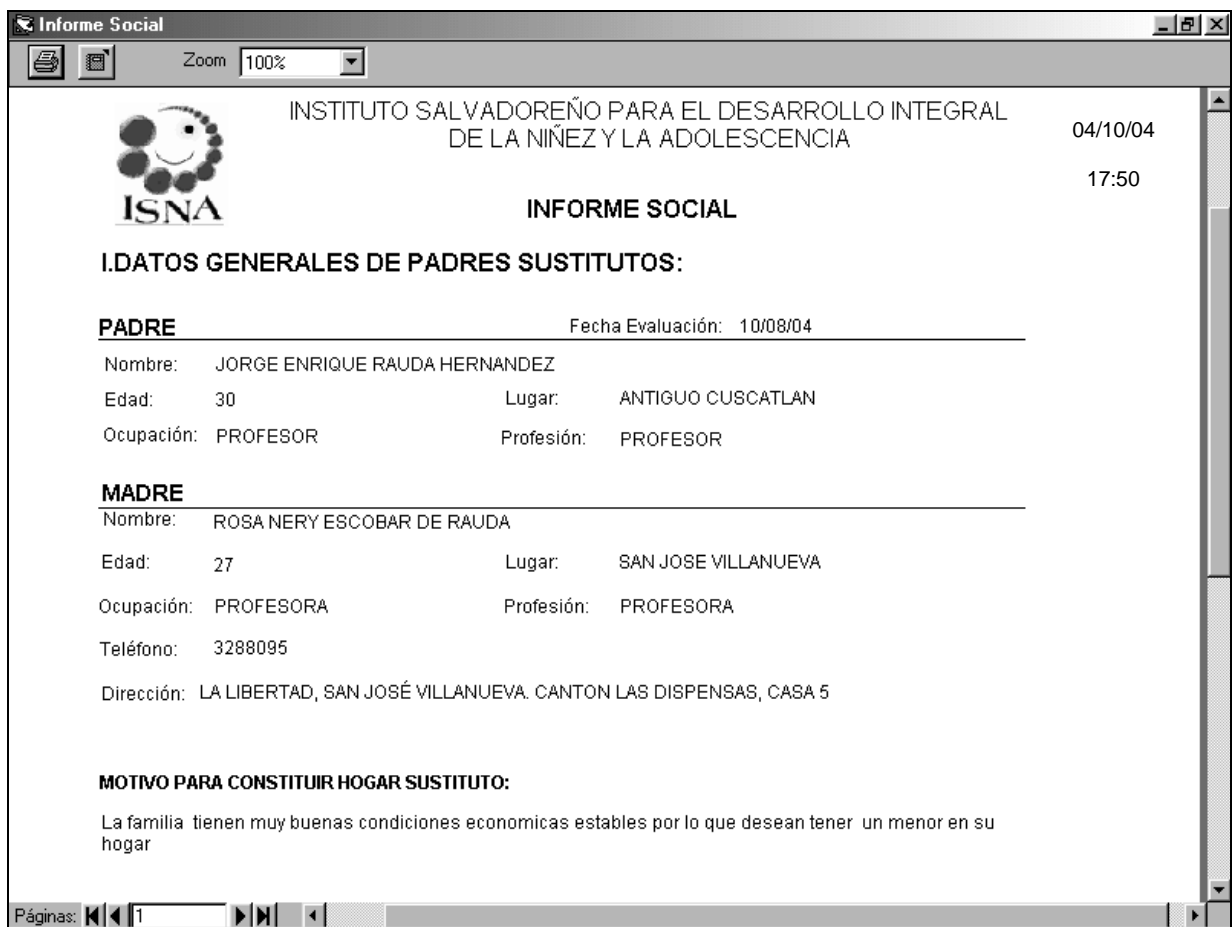 Informe Social
Zoom 100%
INSTITUTO SALVADOREÑO PARA EL DESARROLLO INTEGRAL
DE LA NIÑEZ Y LA ADOLESCENCIA
04/10/04
17:50
ISNA
INFORME SOCIAL
I.DATOS GENERALES DE PADRES SUSTITUTOS:
PADRE Fecha Evaluación: 10/08/04
Nombre: JORGE ENRIQUE RAUDA HERNANDEZ
Edad: 30 Lugar: ANTIGUO CUSCATLAN
Ocupación: PROFESOR Profesión: PROFESOR
MADRE
Nombre: ROSA NERY ESCOBAR DE RAUDA
Edad: 27 Lugar: SAN JOSE VILLANUEVA
Ocupación: PROFESORA Profesión: PROFESORA
Teléfono: 3288095
Dirección: LA LIBERTAD, SAN JOSÉ VILLANUEVA. CANTON LAS DISPENSAS, CASA 5
MOTIVO PARA CONSTITUIR HOGAR SUSTITUTO:
La familia tienen muy buenas condiciones economicas estables por lo que desean tener un menor en su
hogar
Páginas: 1